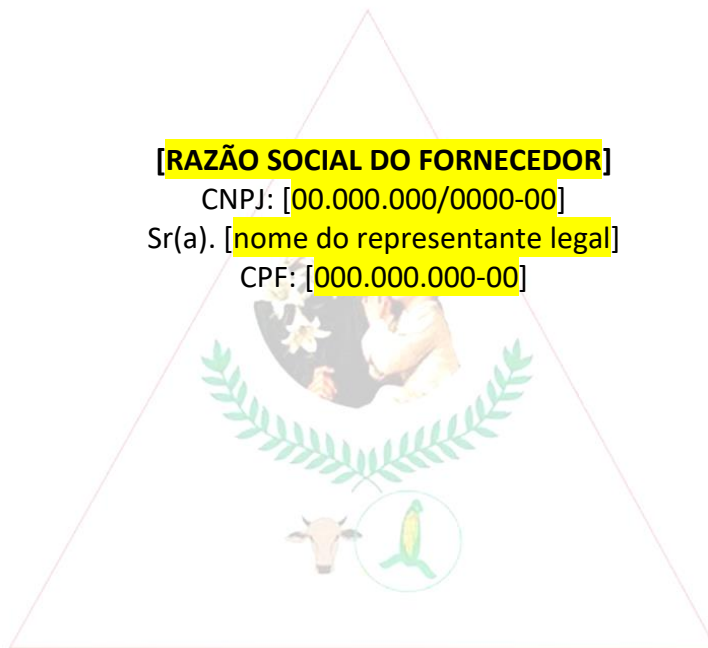 [RAZÃO SOCIAL DO FORNECEDOR]
CNPJ: [00.000.000/0000-00]
Sr(a). [nome do representante legal]
CPF: [000.000.000-00]